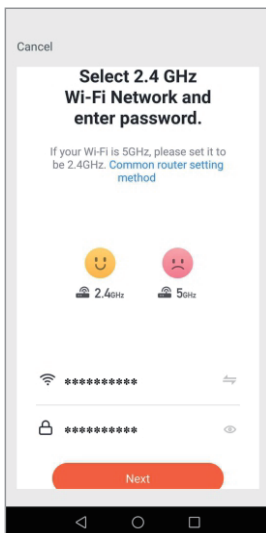 Cancel
Select 2.4 GHz
Wi-Fi Network and
enter password.
If your Wi-Fi is 5GHz, please set it to
be 2.4GHz. Common router setting
method
2.4GHz 5GHz
**********
**********
Next